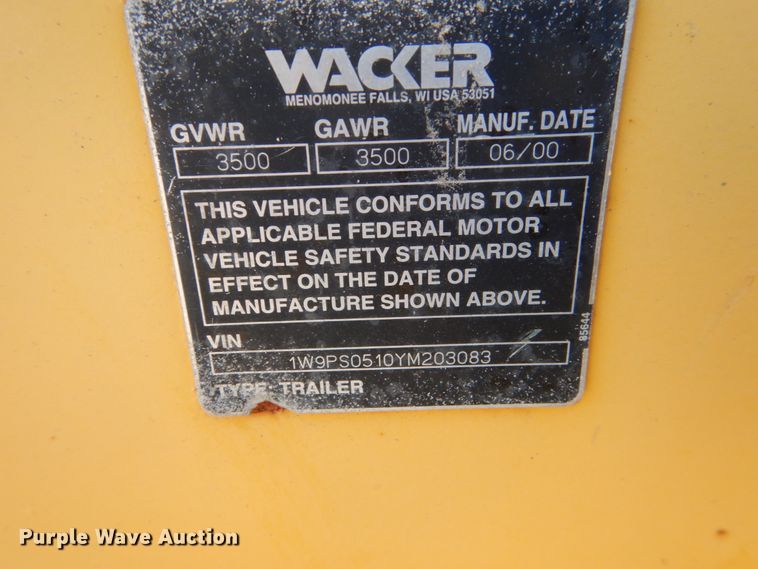 WACKER
MENOMONEE FALLS, WI USA 53051
GVWR GAWR MANUF. DATE
3500 3500 06/00
THIS VEHICLE CONFORMS TO ALL
APPLICABLE FEDERAL MOTOR
VEHICLE SAFETY STANDARDS IN
EFFECT ON THE DATE OF
MANUFACTURE SHOWN ABOVE.
85644
VIN
1W9PS0510YM203083
TYPE: TRAILER
Purple Wave Auction